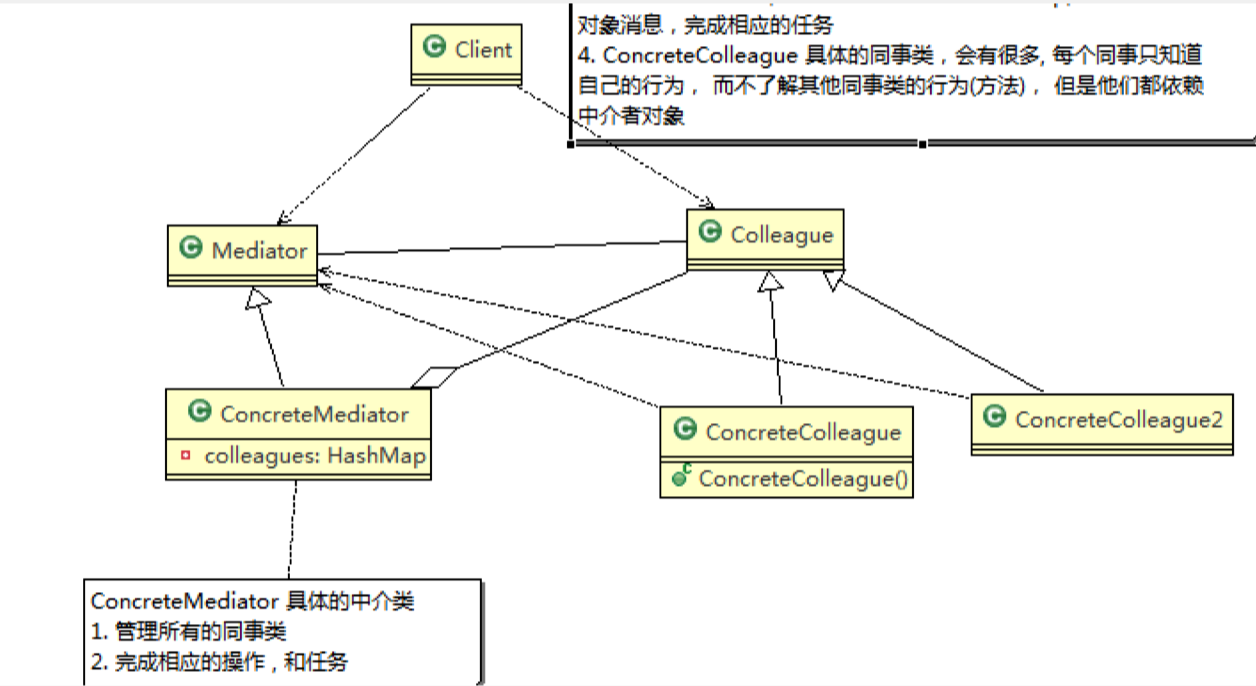 对象消息，完成相应的任务
4. ConcreteColleague 具体的同事类，会有很多, 每个同事只知道
自己的行为， 而不了解其他同事类的行为(方法)， 但是他们都依赖
中介者对象
Client
Mediator
Colleague
ConcreteMediator
colleagues: HashMap
ConcreteColleague
ConcreteColleague()
ConcreteColleague2
ConcreteMediator 具体的中介类
1. 管理所有的同事类
2. 完成相应的操作，和任务